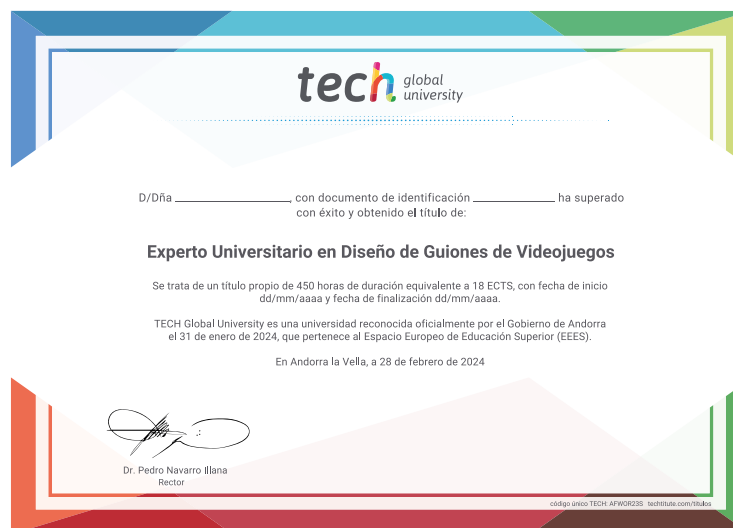 tech global university
D/Dña ____________, con documento de identificación ____________ ha superado
con éxito y obtenido el título de:
Experto Universitario en Diseño de Guiones de Videojuegos
Se trata de un título propio de 450 horas de duración equivalente a 18 ECTS, con fecha de inicio
dd/mm/aaaa y fecha de finalización dd/mm/aaaa.
TECH Global University es una universidad reconocida oficialmente por el Gobierno de Andorra
el 31 de enero de 2024, que pertenece al Espacio Europeo de Educación Superior (EEES).
En Andorra la Vella, a 28 de febrero de 2024
Dr. Pedro Navarro Illana
Rector
código único TECH: AFWOR23S techtitute.com/titulos